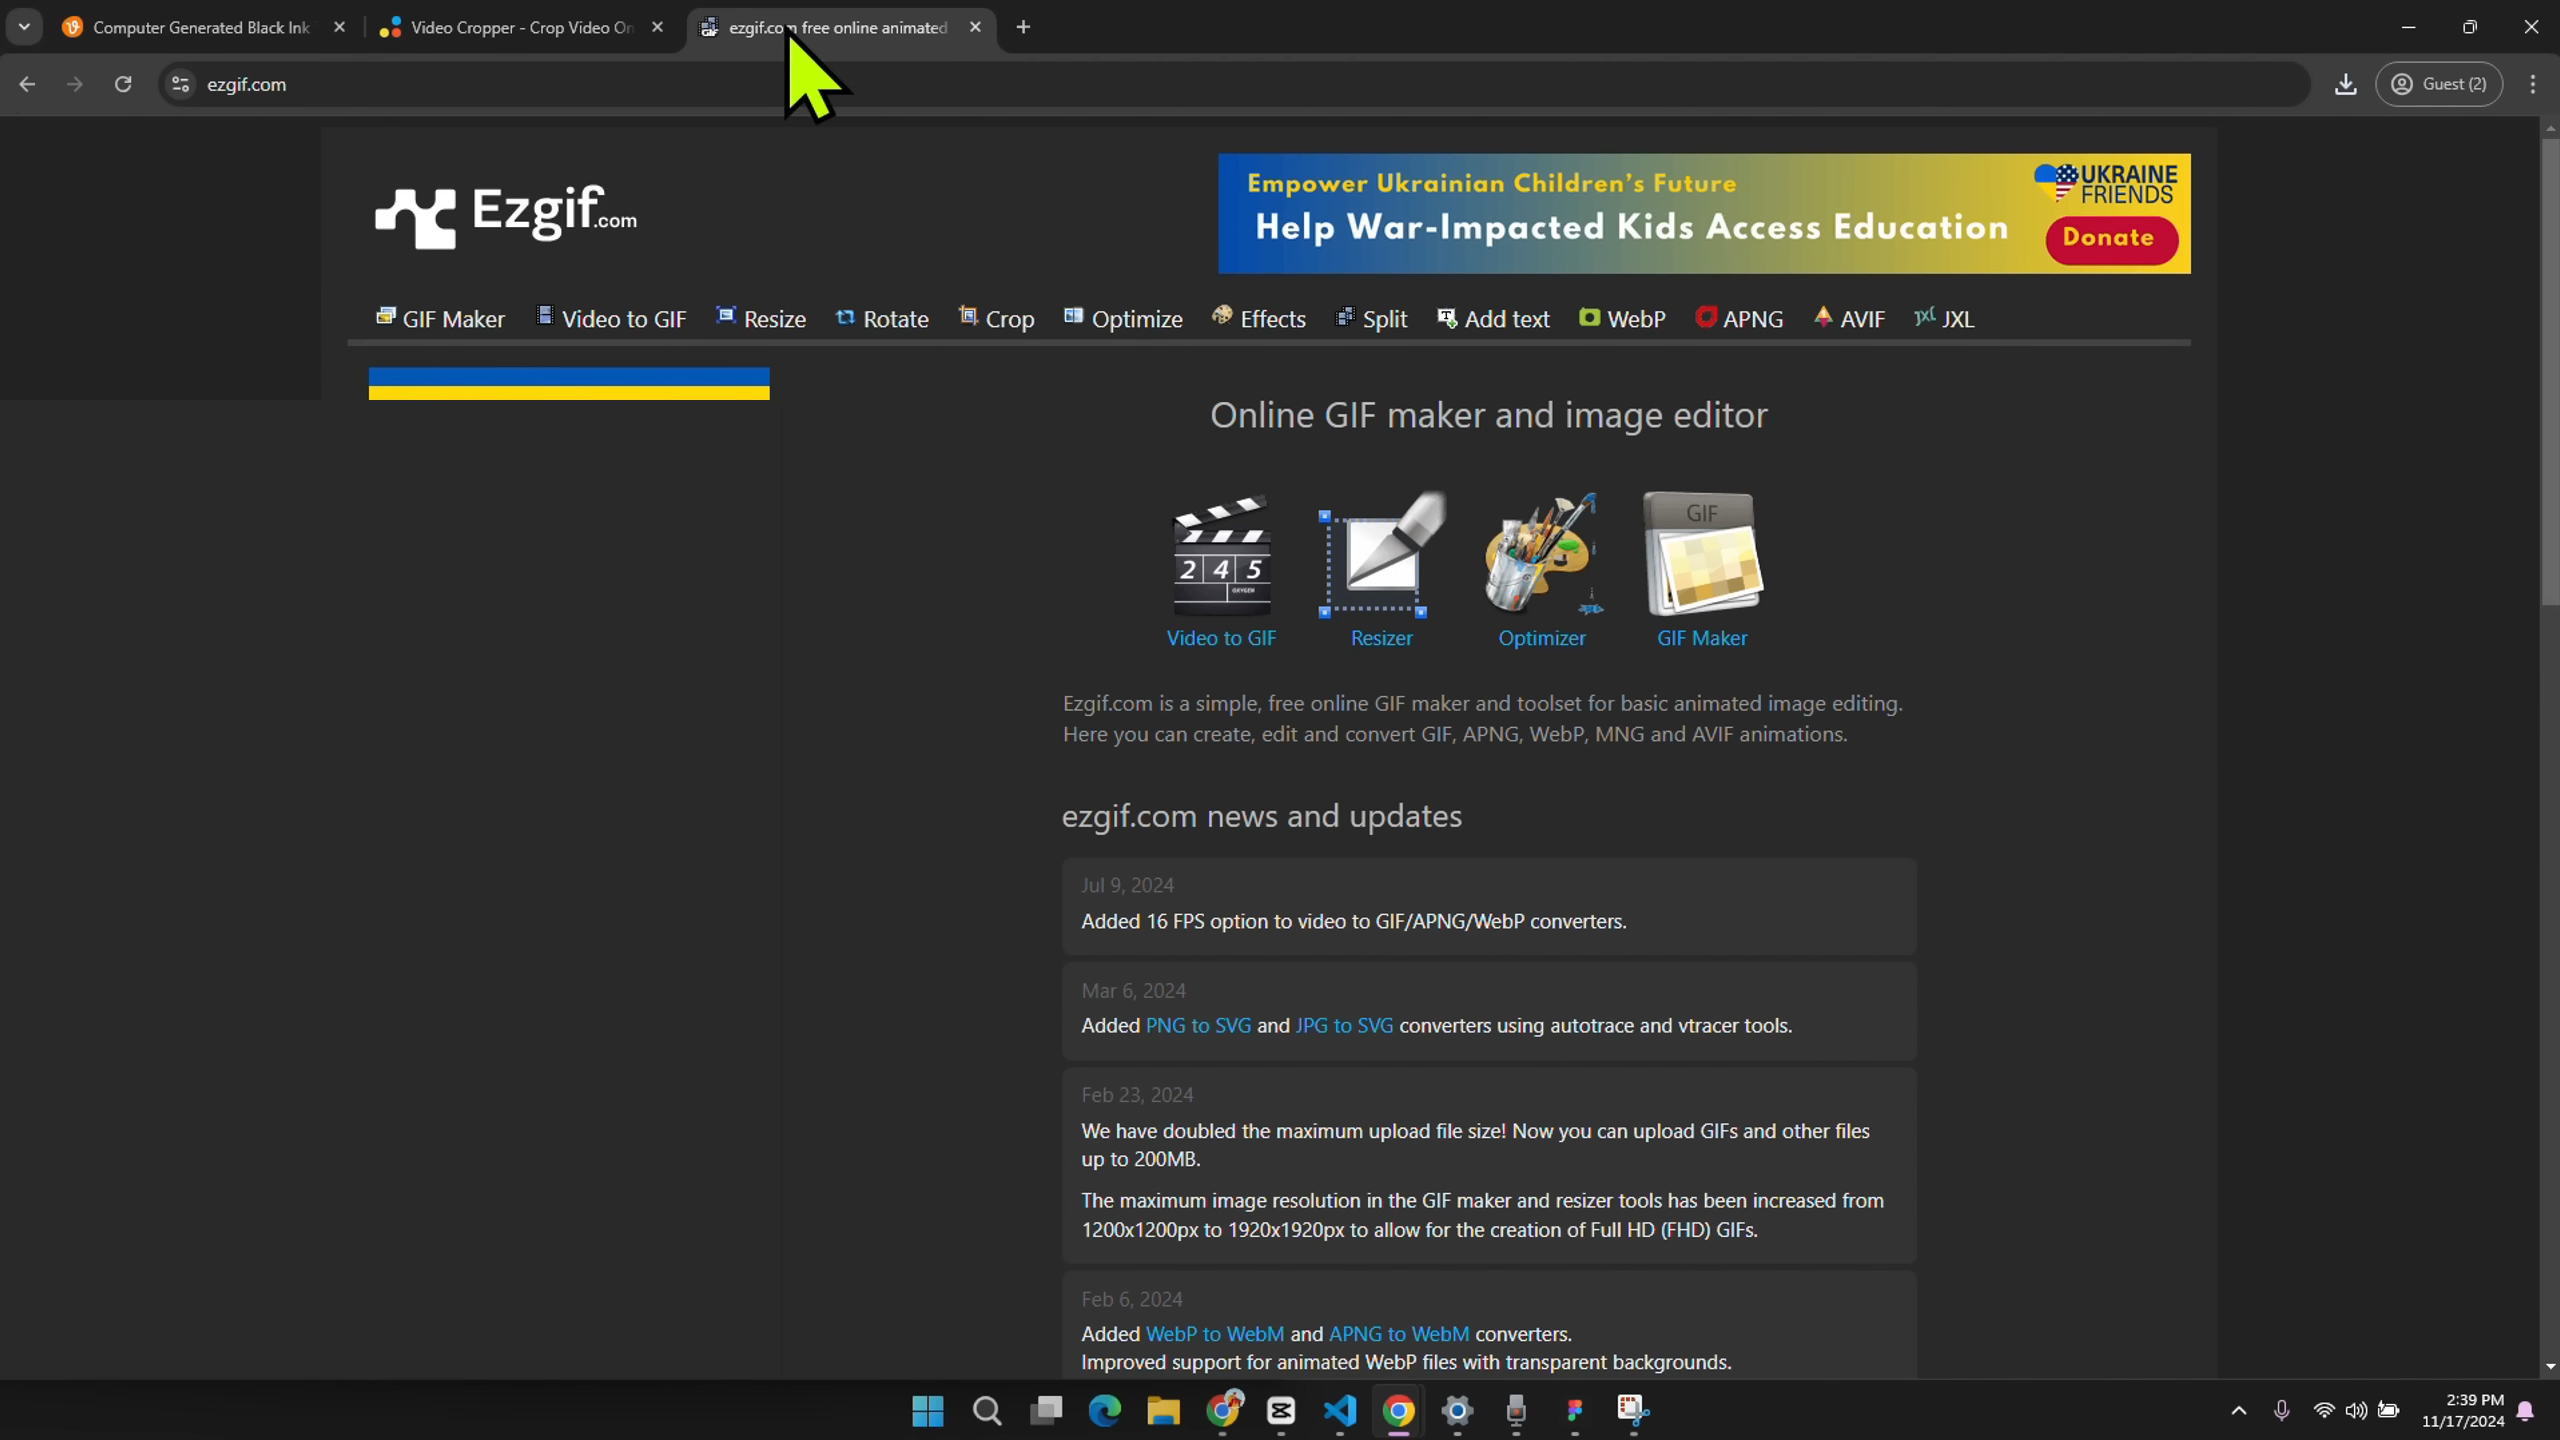 Computer Generated Black Ink
Video Cropper - Crop Video On
ezgif.com free online animated
ezgif.com
Guest (2)
Ezgif.com
Empower Ukrainian Children's Future
Help War-Impacted Kids Access Education
UKRAINE
FRIENDS
Donate
GIF Maker Video to GIF Resize Rotate Crop Optimize Effects Split Add text WebP APNG AVIF JXL
Online GIF maker and image editor
2 4 5
OXYGEN
GIF
Video to GIF Resizer Optimizer GIF Maker
Ezgif.com is a simple, free online GIF maker and toolset for basic animated image editing.
Here you can create, edit and convert GIF, APNG, WebP, MNG and AVIF animations.
ezgif.com news and updates
Jul 9, 2024
Added 16 FPS option to video to GIF/APNG/WebP converters.
Mar 6, 2024
Added PNG to SVG and JPG to SVG converters using autotrace and vtracer tools.
Feb 23, 2024
We have doubled the maximum upload file size! Now you can upload GIFs and other files
up to 200MB.
The maximum image resolution in the GIF maker and resizer tools has been increased from
1200x1200px to 1920x1920px to allow for the creation of Full HD (FHD) GIFs.
Feb 6, 2024
Added WebP to WebM and APNG to WebM converters.
Improved support for animated WebP files with transparent backgrounds.
2:39 PM
11/17/2024